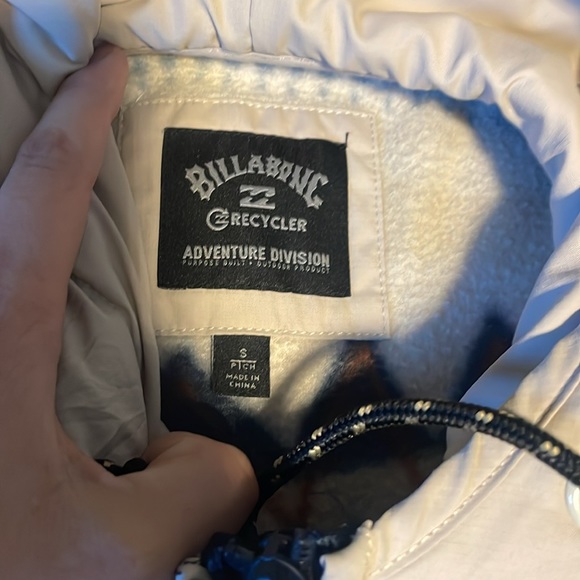 BILLABONG
RECYCLER
ADVENTURE DIVISION
PURPOSE BUILT • OUTDOOR PRODUCT
S
P T CH
MADE IN
CHINA